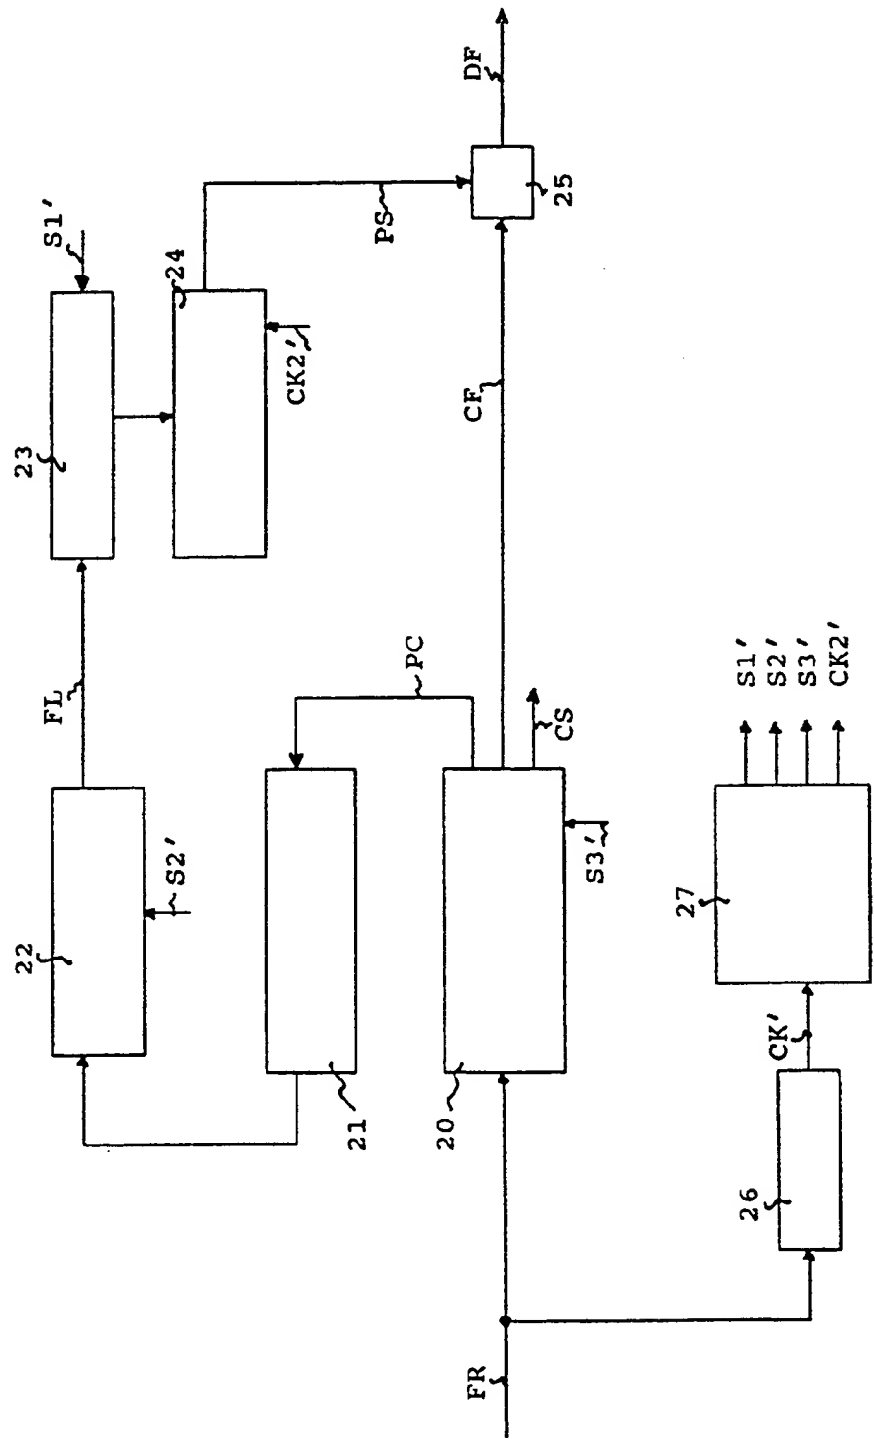 FR
20
21
22
S2'
FL
23
S1'
24
CK2'
PS
25
DF
CF
PC
CS
S3'
26
CK'
27
S1'
S2'
S3'
CK2'